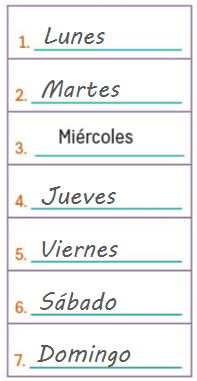 1. Lunes
2. Martes
3. Miércoles
4. Jueves
5. Viernes
6. Sábado
7. Domingo